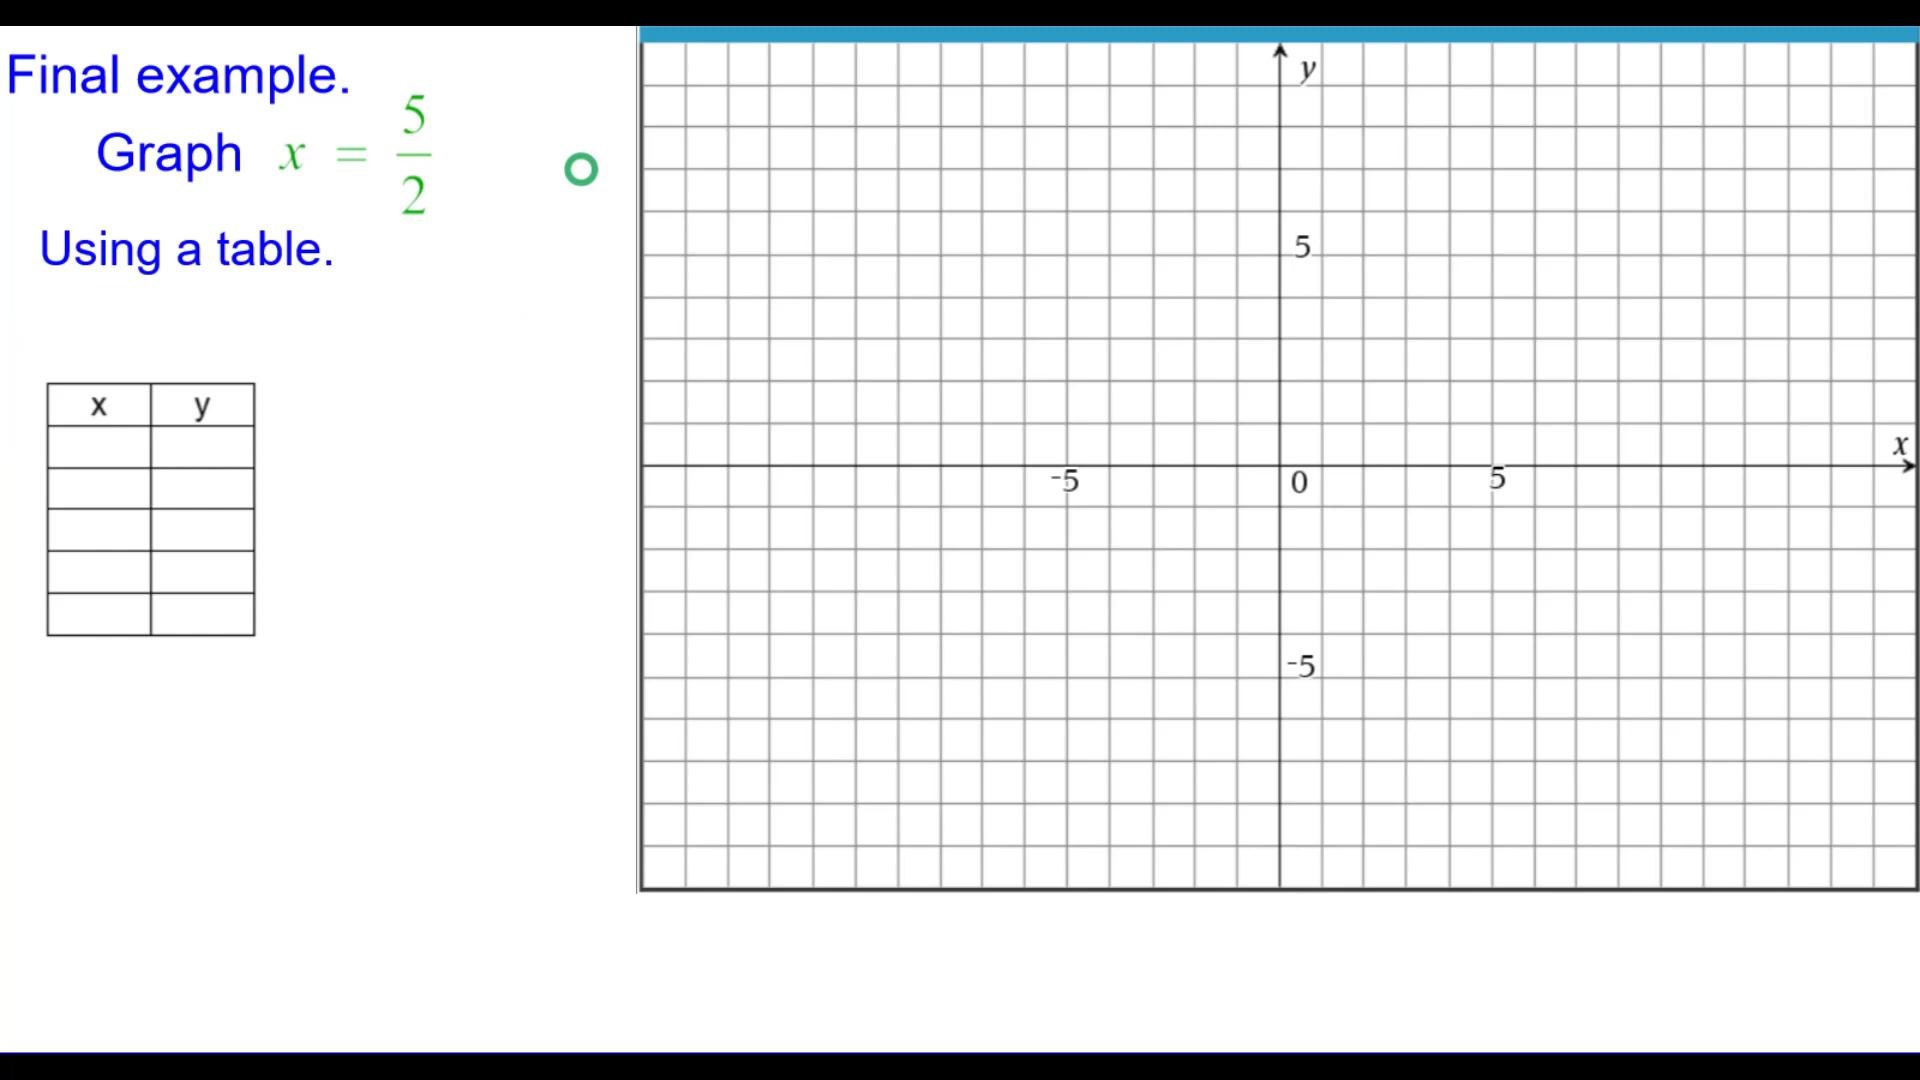 Final example.
Graph x = 5/2
Using a table.
x y
y
5
x
-5 0 5
-5